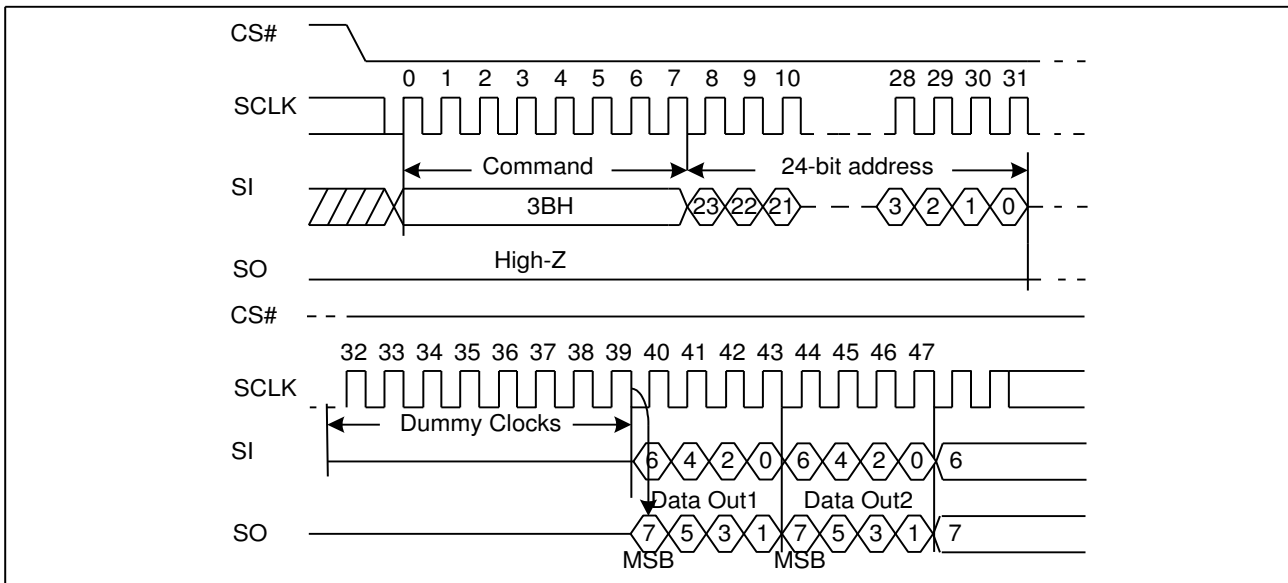 CS#
0 1 2 3 4 5 6 7 8 9 10 28 29 30 31
SCLK
Command 24-bit address
SI
3BH 23 22 21 3 2 1 0
High-Z
SO
CS#
32 33 34 35 36 37 38 39 40 41 42 43 44 45 46 47
SCLK
Dummy Clocks
SI
6 4 2 0 6 4 2 0 6
Data Out1 Data Out2
SO
7 5 3 1 7 5 3 1 7
MSB MSB